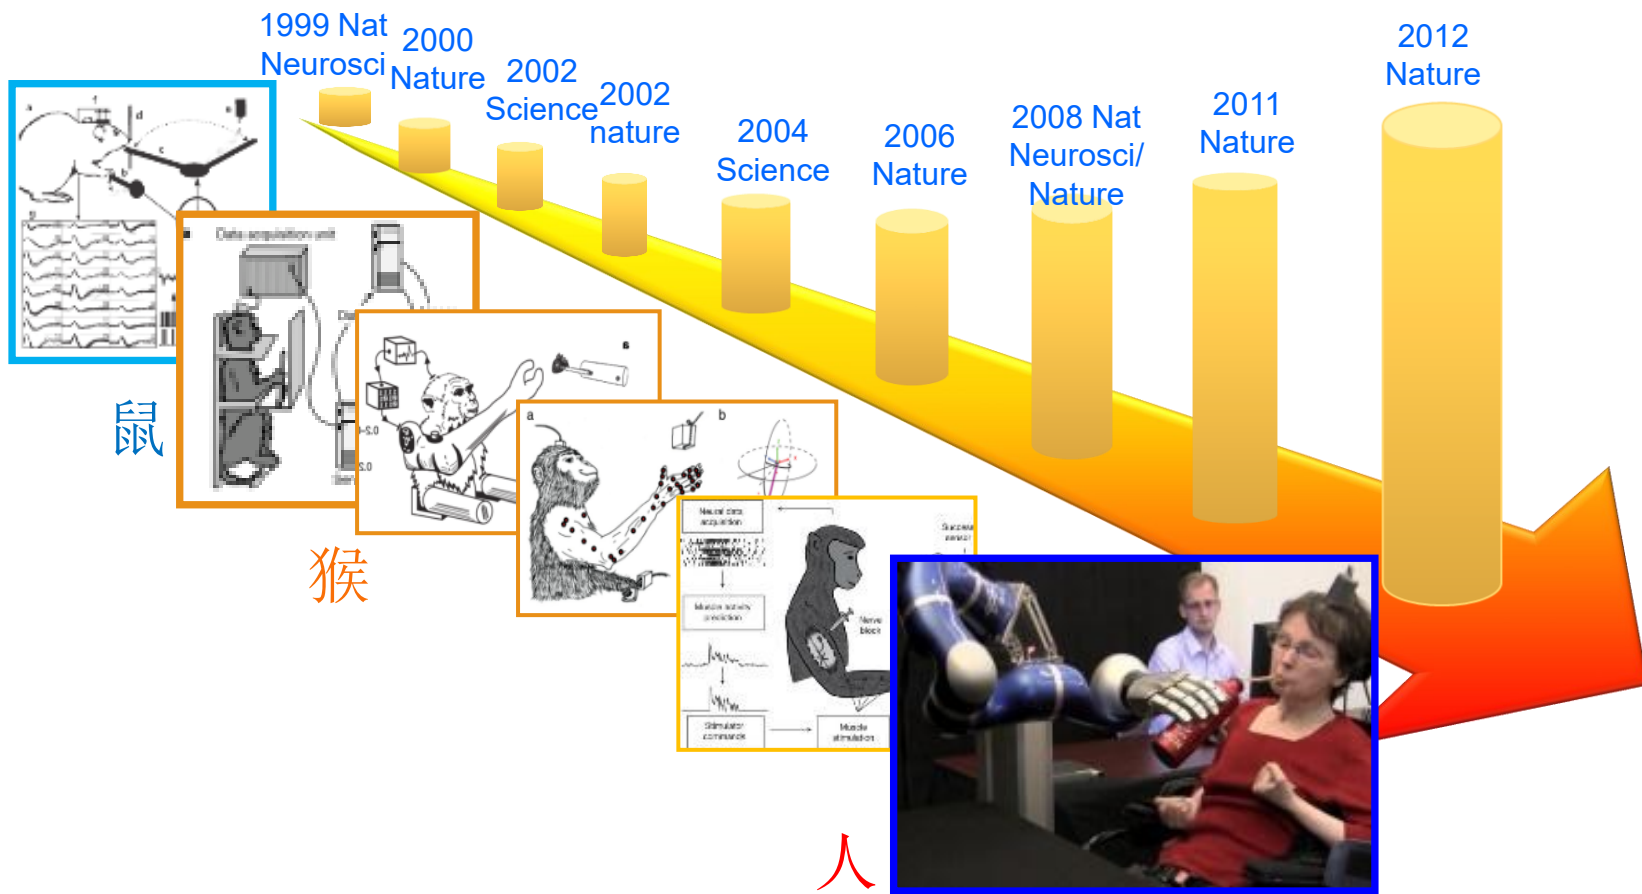 1999 Nat
Neurosci
2000
Nature
2002
Science
2002
nature
2004
Science
2006
Nature
2008 Nat
Neurosci/
Nature
2011
Nature
2012
Nature
a
f
d
e
c
b
Data acquisition unit
鼠
a
猴
a
b
Neural data
acquisition
Muscle activity
prediction
Stimulator
commands
Nerve
block
Muscle
stimulation
Success
sensor
人